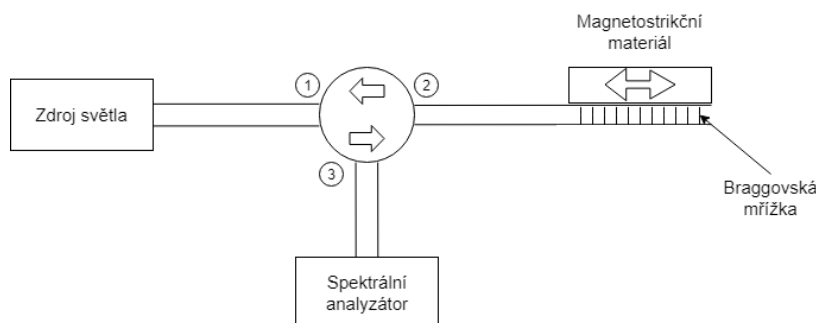 Magnetostrikční
materiál
1
2
Zdroj světla
3
Braggovská
mřížka
Spektrální
analyzátor